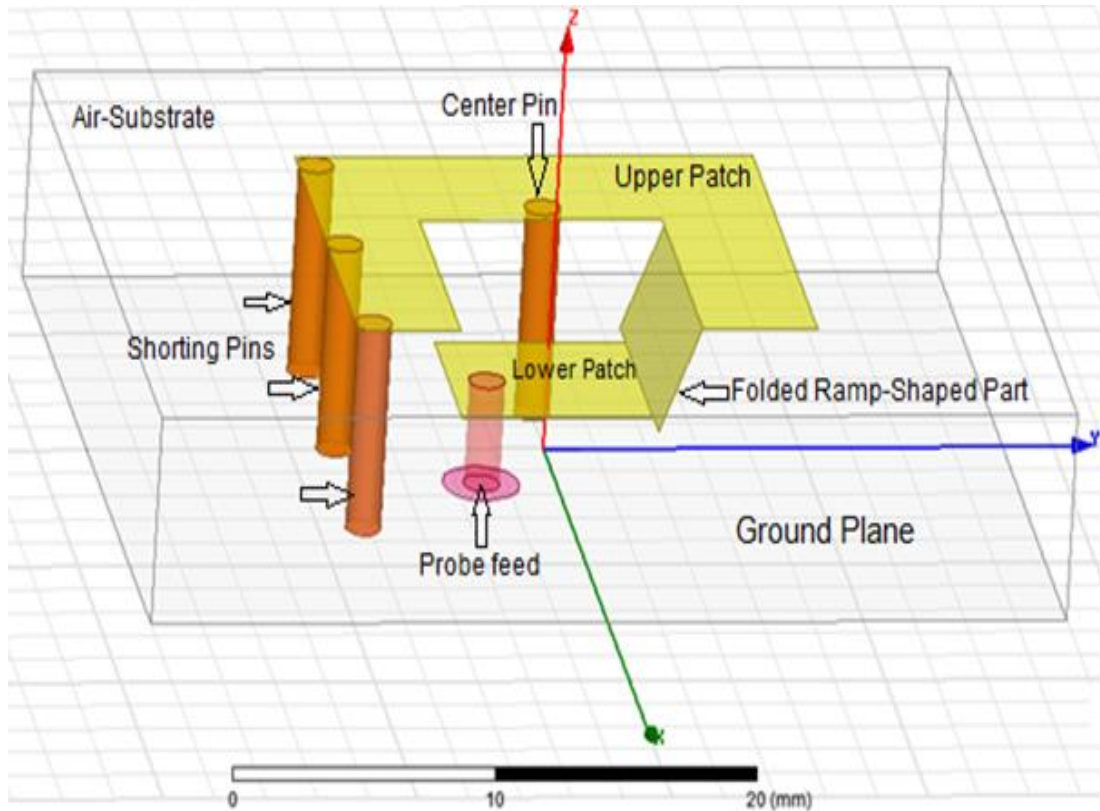 Z
Center Pin
Air-Substrate
Upper Patch
Shorting Pins
Lower Patch
Folded Ramp-Shaped Part
Y
Ground Plane
Probe feed
X
0 10 20 (mm)